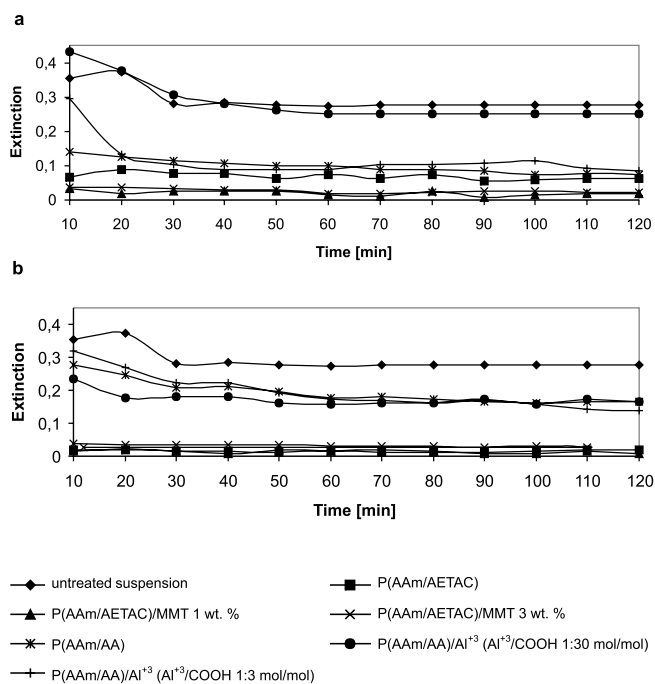 a
0,4
0,3
0,2
0,1
0
Extinction
10 20 30 40 50 60 70 80 90 100 110 120
Time [min]
b
0,4
0,3
0,2
0,1
0
Extinction
10 20 30 40 50 60 70 80 90 100 110 120
Time [min]
untreated suspension
P(AAm/AETAC)
P(AAm/AETAC)/MMT 1 wt. %
P(AAm/AETAC)/MMT 3 wt. %
P(AAm/AA)
P(AAm/AA)/Al⁺³ (Al⁺³/COOH 1:30 mol/mol)
P(AAm/AA)/Al⁺³ (Al⁺³/COOH 1:3 mol/mol)